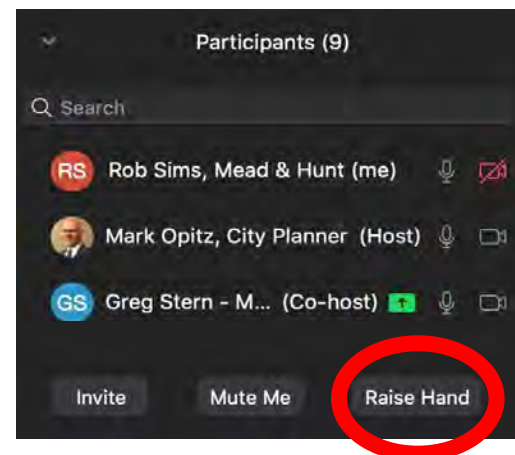 Participants (9)
Search
RS Rob Sims, Mead & Hunt (me)
Mark Opitz, City Planner (Host)
GS Greg Stern - M... (Co-host)
Invite Mute Me Raise Hand